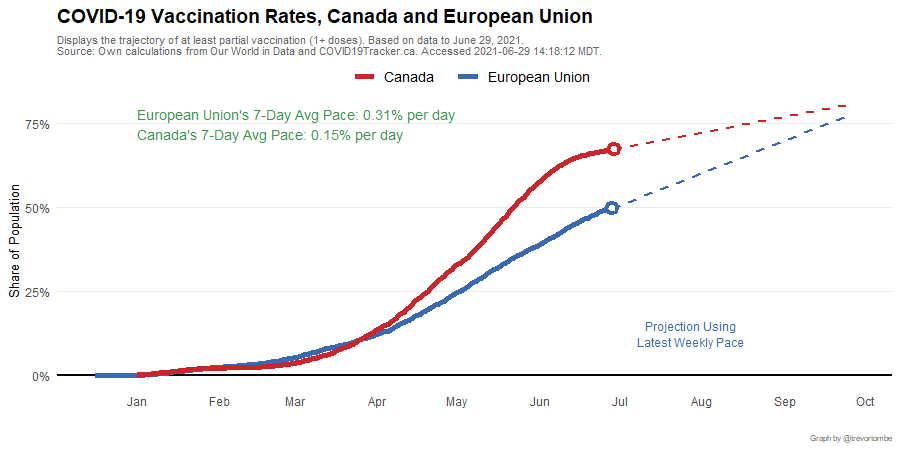 COVID-19 Vaccination Rates, Canada and European Union
Displays the trajectory of at least partial vaccination (1+ doses). Based on data to June 29, 2021.
Source: Own calculations from Our World in Data and COVID19Tracker.ca. Accessed 2021-06-29 14:18:12 MDT.
Canada European Union
European Union's 7-Day Avg Pace: 0.31% per day
Canada's 7-Day Avg Pace: 0.15% per day
75%
50%
25%
0%
Share of Population
Projection Using
Latest Weekly Pace
Jan Feb Mar Apr May Jun Jul Aug Sep Oct
Graph by @trevortombe